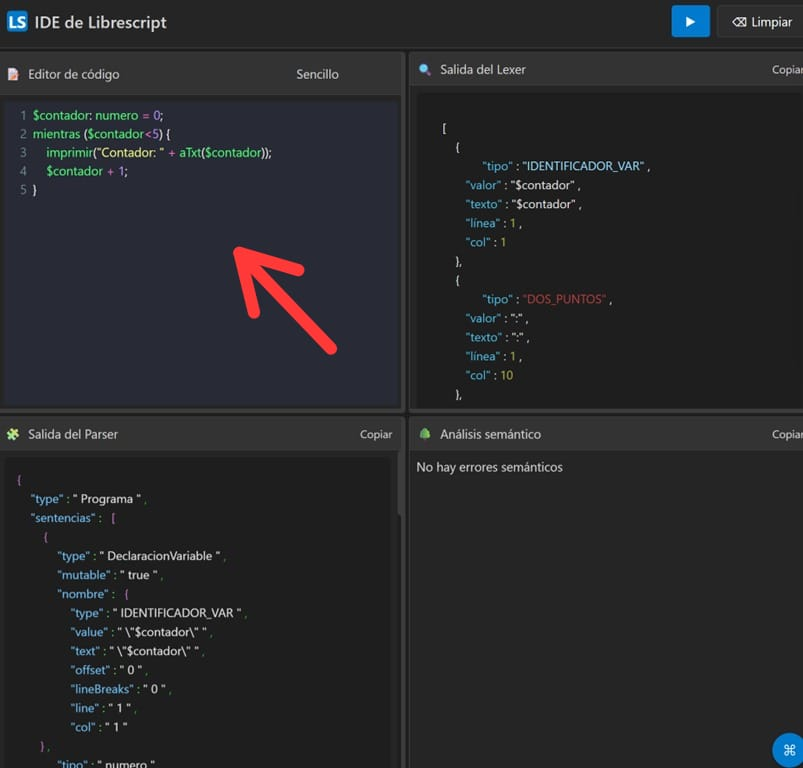 LS IDE de Librescript
Limpiar
Editor de código
Sencillo
1 $contador: numero = 0;
2 mientras ($contador<5) {
3 imprimir("Contador: " + aTxt($contador));
4 $contador + 1;
5 }
Salida del Lexer
Copiar
[
{
"tipo" : "IDENTIFICADOR_VAR" ,
"valor" : "$contador" ,
"texto" : "$contador" ,
"línea" : 1 ,
"col" : 1
},
{
"tipo" : "DOS_PUNTOS" ,
"valor" : ":" ,
"texto" : ":" ,
"línea" : 1 ,
"col" : 10
},
Salida del Parser
Copiar
{
"type" : " Programa " ,
"sentencias" : [
{
"type" : " DeclaracionVariable " ,
"mutable" : " true " ,
"nombre" : {
"type" : " IDENTIFICADOR_VAR " ,
"value" : " \"$contador\" " ,
"text" : " \"$contador\" " ,
"offset" : " 0 " ,
"lineBreaks" : " 0 " ,
"line" : " 1 " ,
"col" : " 1 "
} ,
"tipo" : " numero "
Análisis semántico
Copiar
No hay errores semánticos